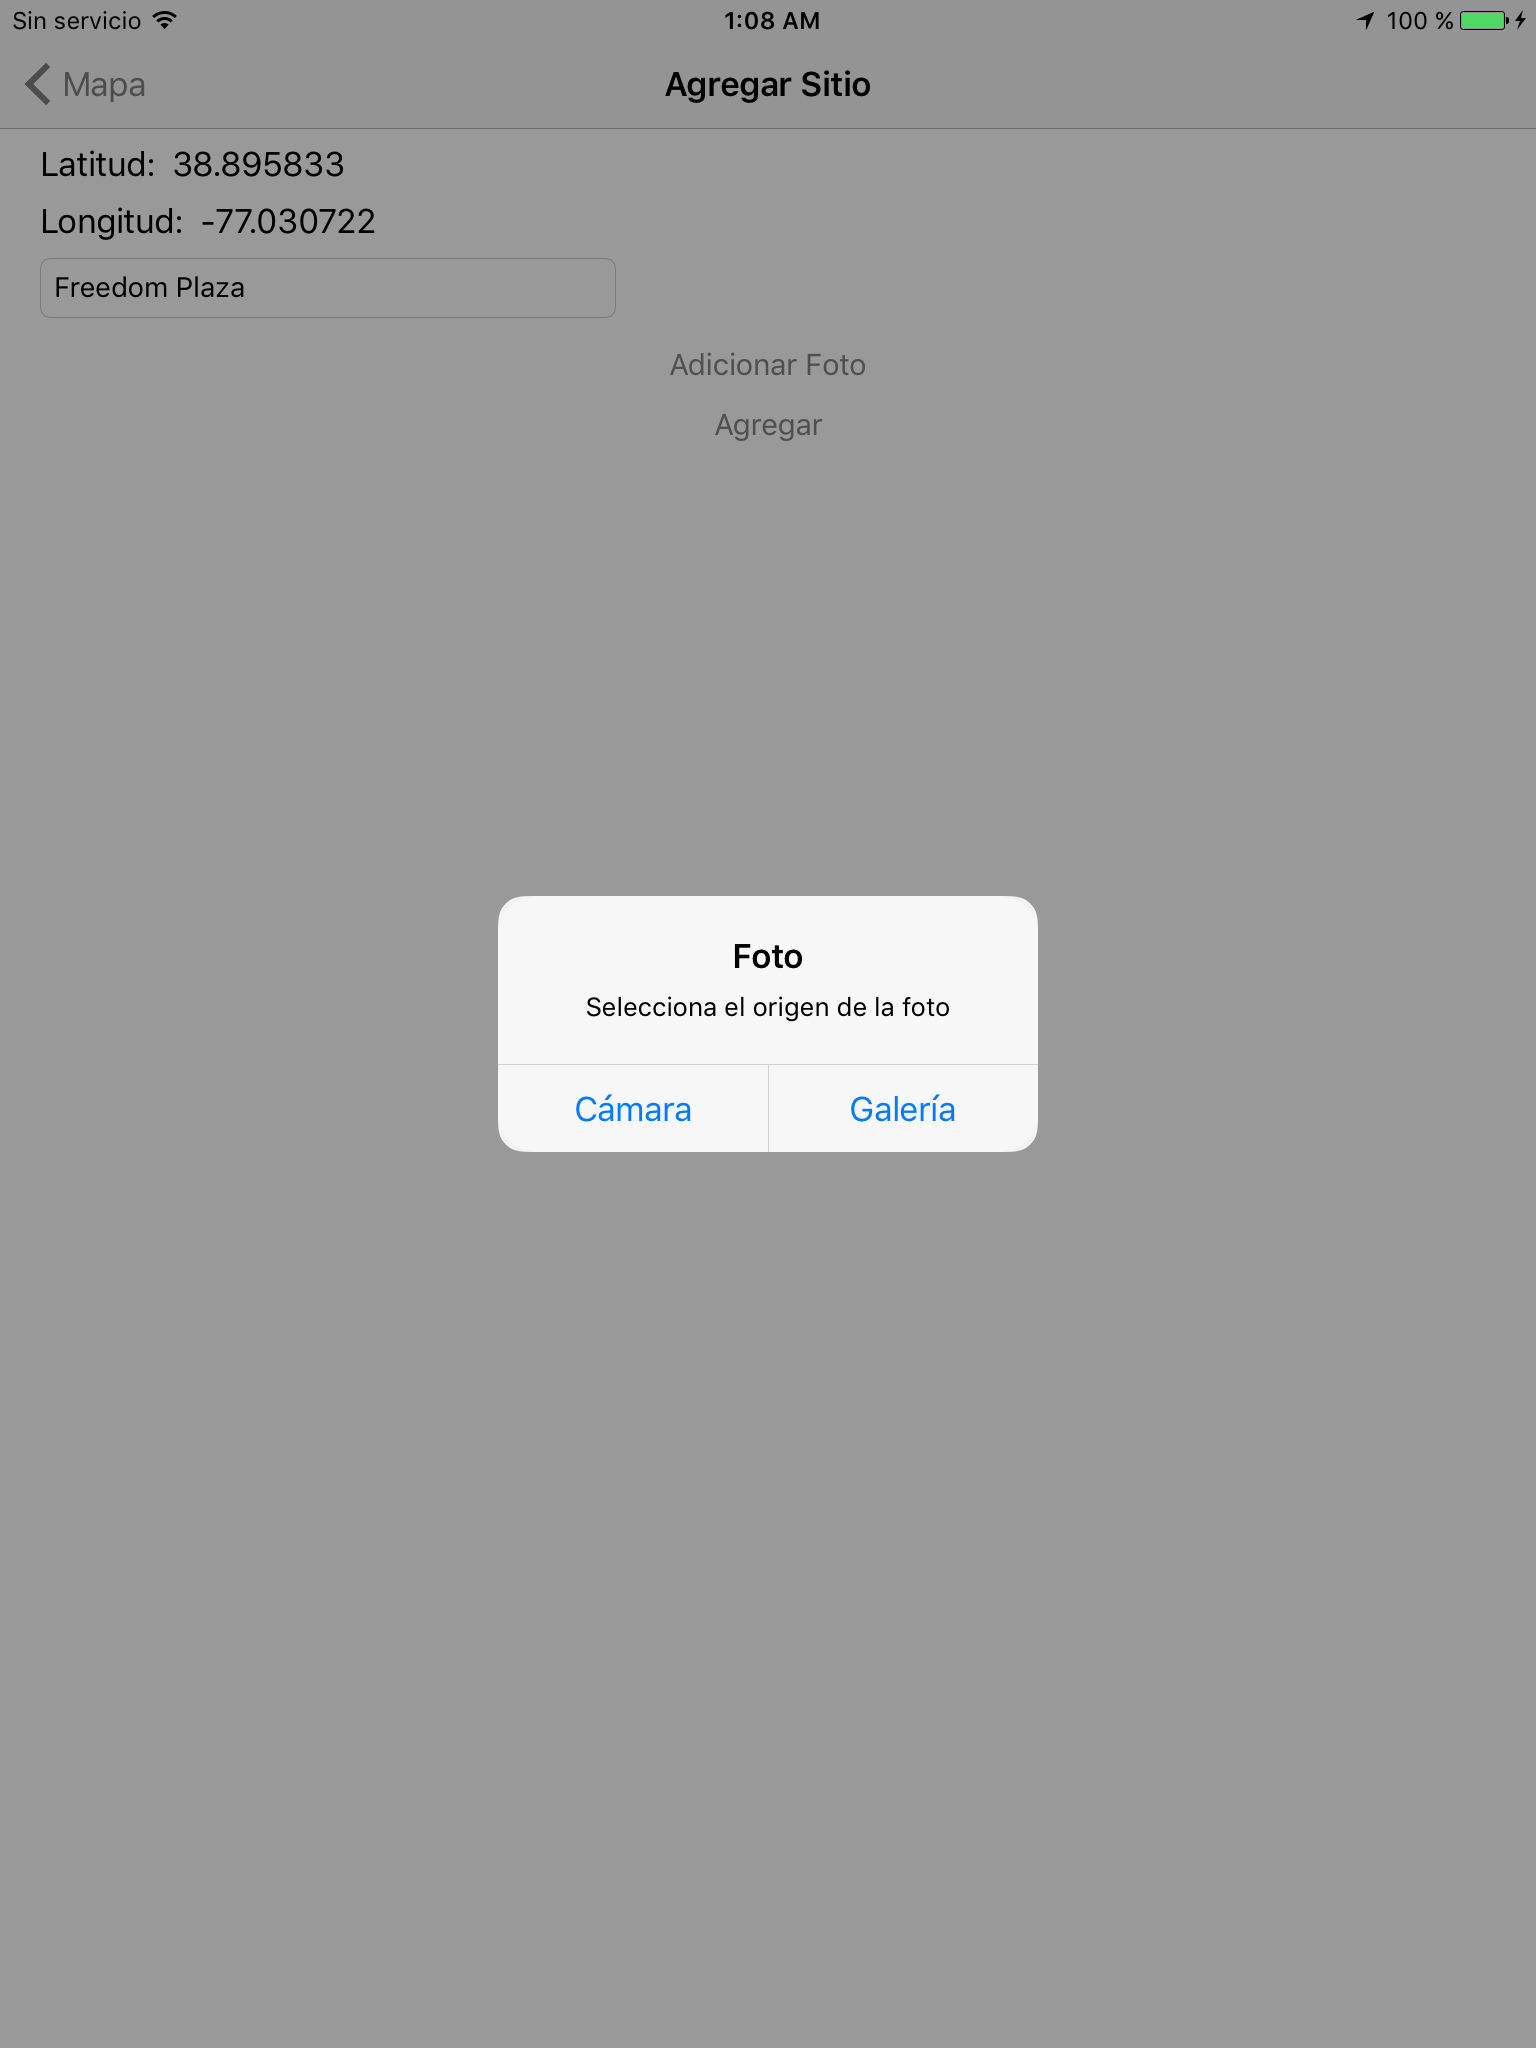 Sin servicio 1:08 AM 100 %
Mapa Agregar Sitio
Latitud: 38.895833
Longitud: -77.030722
Freedom Plaza
Adicionar Foto
Agregar
Foto
Selecciona el origen de la foto
Cámara Galería